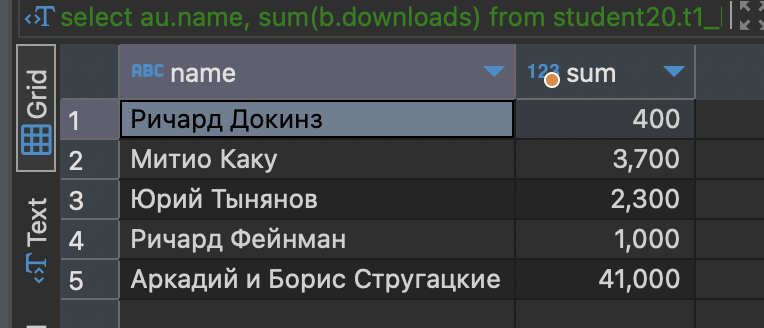 select au.name, sum(b.downloads) from student20.t1_
Grid
Text
ABC name 123 sum
1 Ричард Докинз 400
2 Митио Каку 3,700
3 Юрий Тынянов 2,300
4 Ричард Фейнман 1,000
5 Аркадий и Борис Стругацкие 41,000